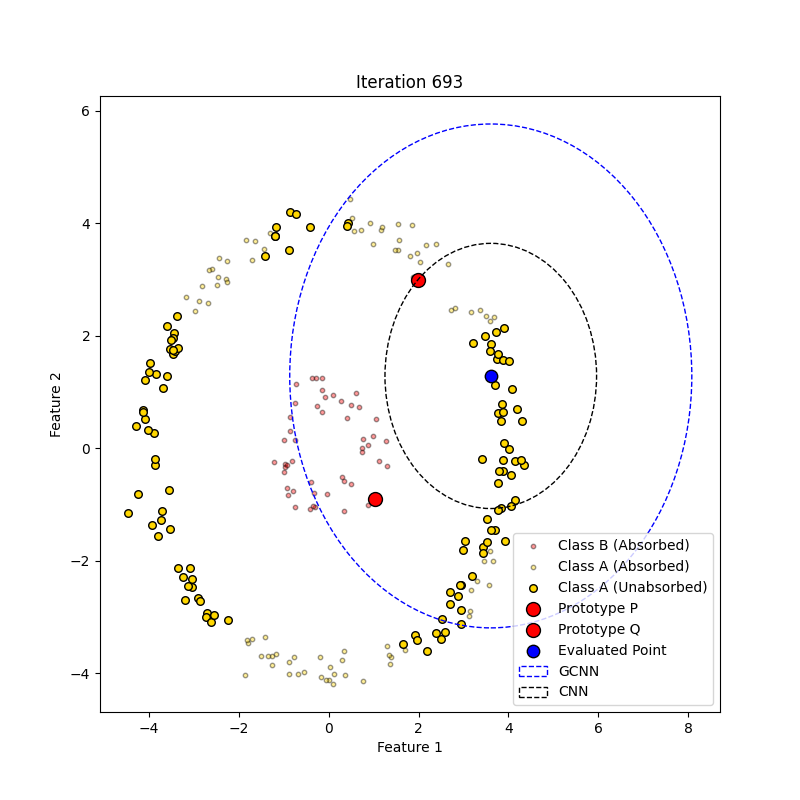 Iteration 693
6
4
2
0
−2
−4
Feature 2
−4
−2
0
2
4
6
8
Feature 1
Class B (Absorbed)
Class A (Absorbed)
Class A (Unabsorbed)
Prototype P
Prototype Q
Evaluated Point
GCNN
CNN